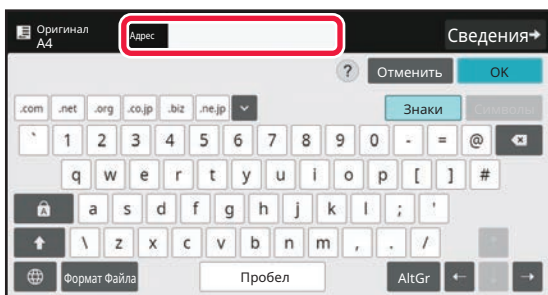 Оригинал
A4
Адрес
Сведения
? Отменить OK
.com .net .org .co.jp .biz .ne.jp Знаки Символы
` 1 2 3 4 5 6 7 8 9 0 - = @
q w e r t y u i o p [ ] #
a s d f g h j k l ; '
\ z x c v b n m , . /
Формат Файла Пробел AltGr